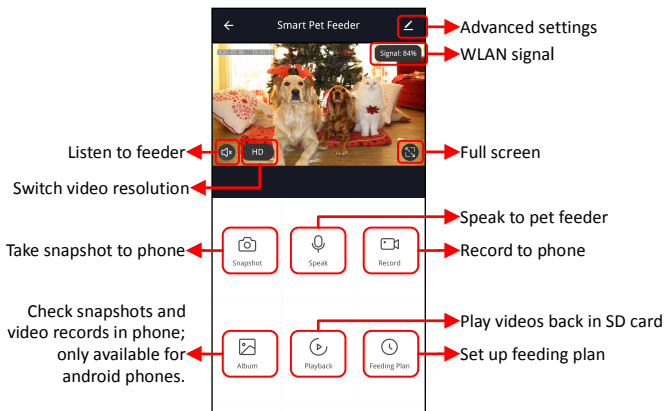 Smart Pet Feeder
Advanced settings
Signal: 84%
WLAN signal
Listen to feeder
HD
Full screen
Switch video resolution
Speak to pet feeder
Take snapshot to phone
Snapshot
Speak
Record
Record to phone
Check snapshots and
video records in phone;
only available for
android phones.
Play videos back in SD card
Album
Playback
Feeding Plan
Set up feeding plan